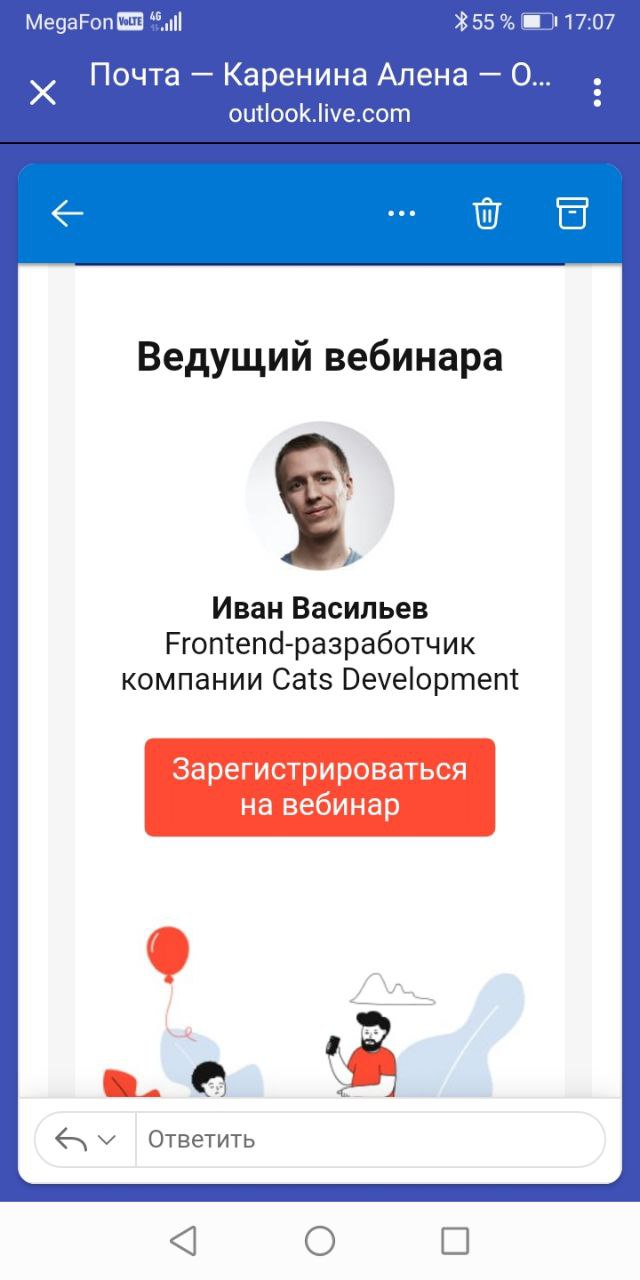 MegaFon VoLTE 4G 55 % 17:07
Почта — Каренина Алена — О...
outlook.live.com
Ведущий вебинара
Иван Васильев
Frontend-разработчик
компании Cats Development
Зарегистрироваться
на вебинар
Ответить